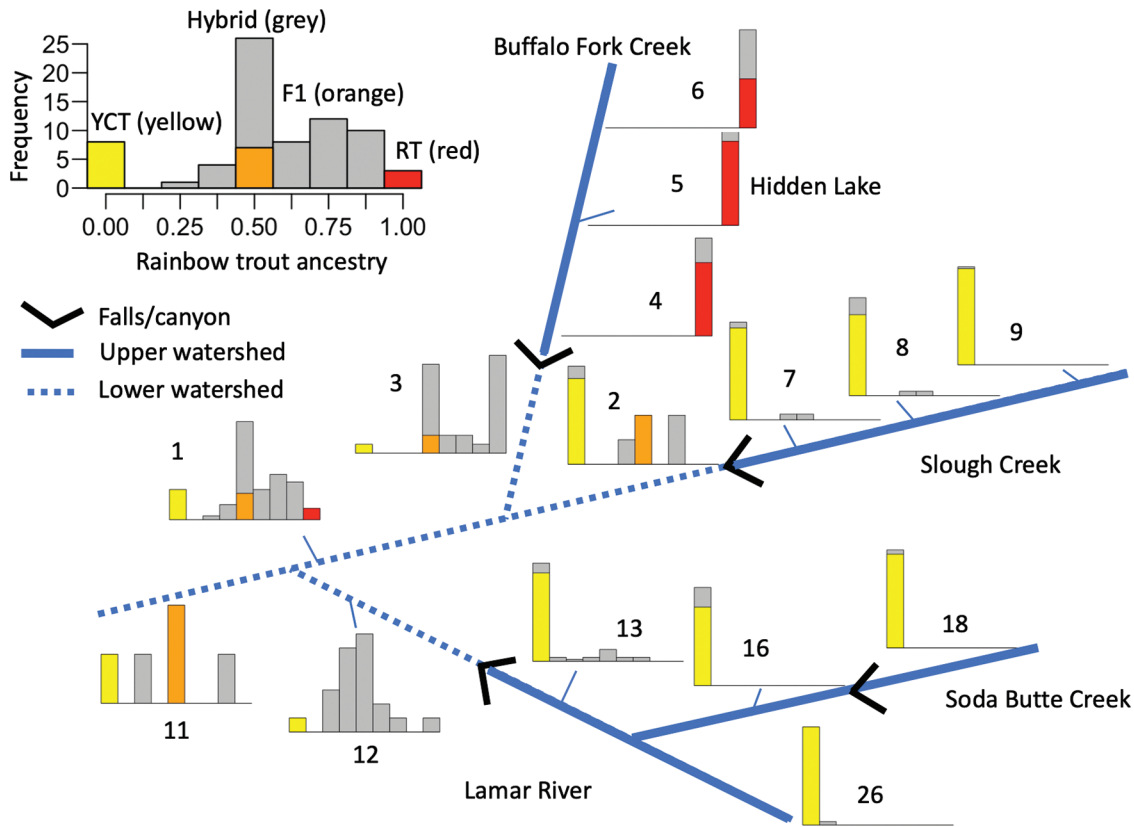 Hybrid (grey)
Buffalo Fork Creek
25
20
15
10
5
0
Frequency
F1 (orange)
YCT (yellow)
RT (red)
0.00 0.25 0.50 0.75 1.00
Rainbow trout ancestry
6
5
Hidden Lake
4
Falls/canyon
Upper watershed
Lower watershed
9
8
7
3
2
1
Slough Creek
13
16
18
11
12
Soda Butte Creek
Lamar River
26